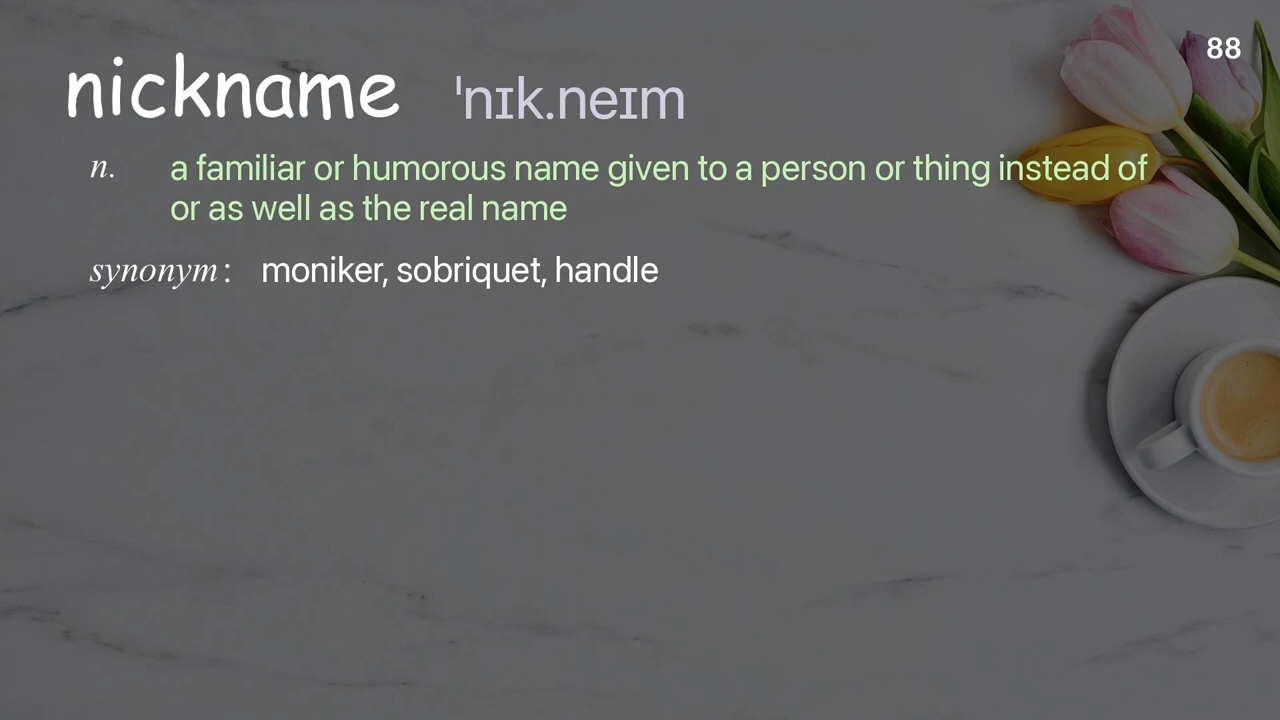 88
nickname ˈnɪk.neɪm
n. a familiar or humorous name given to a person or thing instead of
or as well as the real name
synonym: moniker, sobriquet, handle